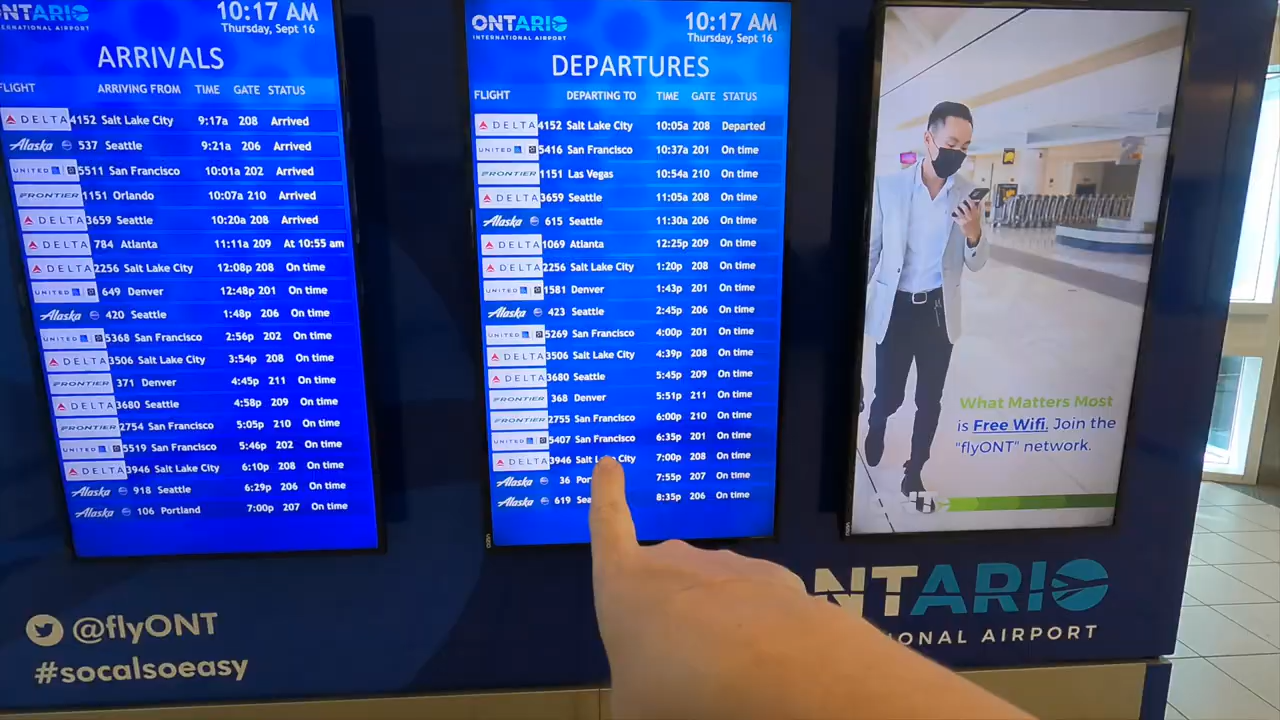 ONTARIO
INTERNATIONAL AIRPORT
10:17 AM
Thursday, Sept 16
ARRIVALS
FLIGHT ARRIVING FROM TIME GATE STATUS
DELTA 4152 Salt Lake City 9:17a 208 Arrived
Alaska 537 Seattle 9:21a 206 Arrived
UNITED 5511 San Francisco 10:01a 202 Arrived
FRONTIER 1151 Orlando 10:07a 210 Arrived
DELTA 3659 Seattle 10:20a 208 Arrived
DELTA 784 Atlanta 11:11a 209 At 10:55 am
DELTA 2256 Salt Lake City 12:08p 208 On time
UNITED 649 Denver 12:48p 201 On time
Alaska 420 Seattle 1:48p 206 On time
UNITED 5368 San Francisco 2:56p 202 On time
DELTA 3506 Salt Lake City 3:54p 208 On time
FRONTIER 371 Denver 4:45p 211 On time
DELTA 3680 Seattle 4:58p 209 On time
FRONTIER 2754 San Francisco 5:05p 210 On time
UNITED 5519 San Francisco 5:46p 202 On time
DELTA 3946 Salt Lake City 6:10p 208 On time
Alaska 918 Seattle 6:29p 206 On time
Alaska 106 Portland 7:00p 207 On time
ONTARIO
INTERNATIONAL AIRPORT
10:17 AM
Thursday, Sept 16
DEPARTURES
FLIGHT DEPARTING TO TIME GATE STATUS
DELTA 4152 Salt Lake City 10:05a 208 Departed
UNITED 5416 San Francisco 10:37a 201 On time
FRONTIER 1151 Las Vegas 10:54a 210 On time
DELTA 3659 Seattle 11:05a 208 On time
Alaska 615 Seattle 11:30a 206 On time
DELTA 1069 Atlanta 12:25p 209 On time
DELTA 2256 Salt Lake City 1:20p 208 On time
UNITED 1581 Denver 1:43p 201 On time
Alaska 423 Seattle 2:45p 206 On time
UNITED 5269 San Francisco 4:00p 201 On time
DELTA 3506 Salt Lake City 4:39p 208 On time
DELTA 3680 Seattle 5:45p 209 On time
FRONTIER 368 Denver 5:51p 211 On time
FRONTIER 2755 San Francisco 6:00p 210 On time
UNITED 5407 San Francisco 6:35p 201 On time
DELTA 3946 Salt Lake City 7:00p 208 On time
Alaska 36 Por 7:55p 207 On time
Alaska 619 Sea 8:35p 206 On time
What Matters Most
is Free Wifi. Join the
"flyONT" network.
@flyONT
#socalsoeasy
ONTARIO
IONAL AIRPORT